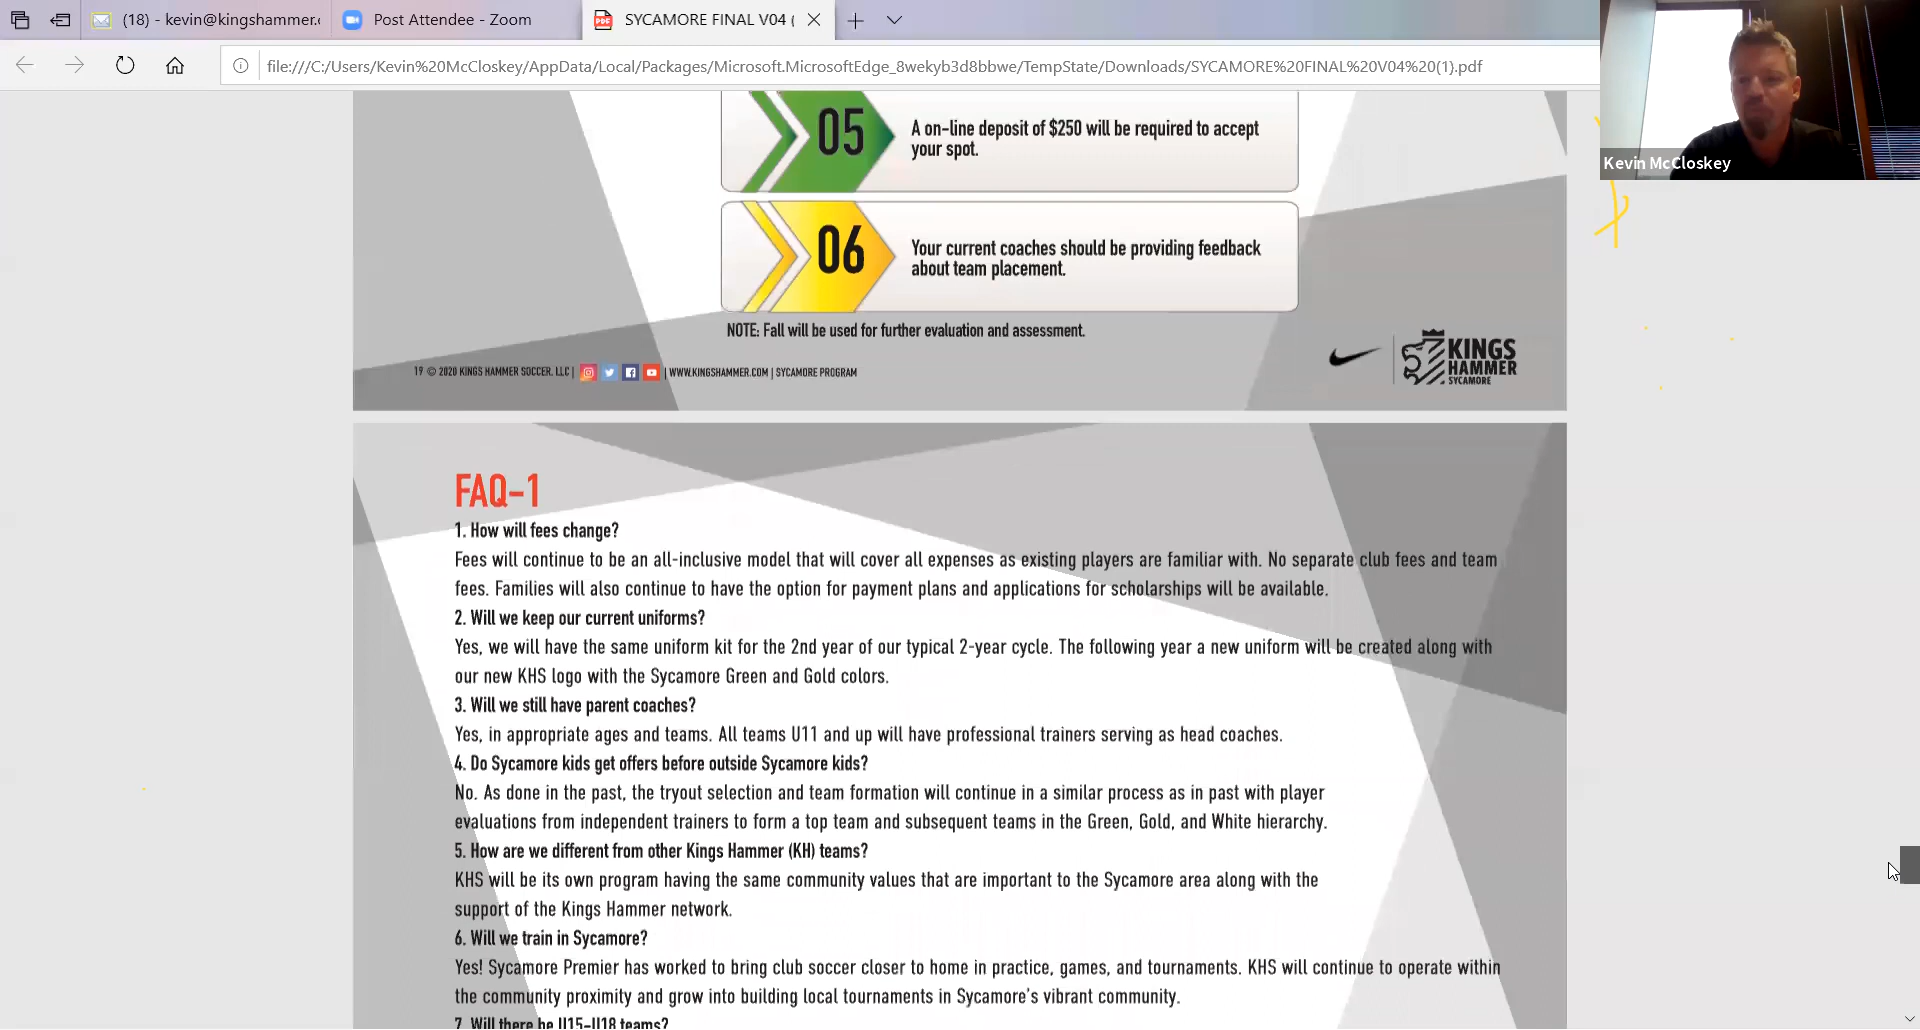 (18) - kevin@kingshammer.c
Post Attendee - Zoom
SYCAMORE FINAL V04 (
file:///C:/Users/Kevin%20McCloskey/AppData/Local/Packages/Microsoft.MicrosoftEdge_8wekyb3d8bbwe/TempState/Downloads/SYCAMORE%20FINAL%20V04%20(1).pdf
Kevin McCloskey
05
A on-line deposit of $250 will be required to accept
your spot.
06
Your current coaches should be providing feedback
about team placement.
NOTE: Fall will be used for further evaluation and assessment.
19 © 2020 KINGS HAMMER SOCCER. LLC | | WWW.KINGSHAMMER.COM | SYCAMORE PROGRAM
KINGS
HAMMER
SYCAMORE
FAQ-1
1. How will fees change?
Fees will continue to be an all-inclusive model that will cover all expenses as existing players are familiar with. No separate club fees and team
fees. Families will also continue to have the option for payment plans and applications for scholarships will be available.
2. Will we keep our current uniforms?
Yes, we will have the same uniform kit for the 2nd year of our typical 2-year cycle. The following year a new uniform will be created along with
our new KHS logo with the Sycamore Green and Gold colors.
3. Will we still have parent coaches?
Yes, in appropriate ages and teams. All teams U11 and up will have professional trainers serving as head coaches.
4. Do Sycamore kids get offers before outside Sycamore kids?
No. As done in the past, the tryout selection and team formation will continue in a similar process as in past with player
evaluations from independent trainers to form a top team and subsequent teams in the Green, Gold, and White hierarchy.
5. How are we different from other Kings Hammer (KH) teams?
KHS will be its own program having the same community values that are important to the Sycamore area along with the
support of the Kings Hammer network.
6. Will we train in Sycamore?
Yes! Sycamore Premier has worked to bring club soccer closer to home in practice, games, and tournaments. KHS will continue to operate within
the community proximity and grow into building local tournaments in Sycamore's vibrant community.
7. Will there be U15-U18 teams?